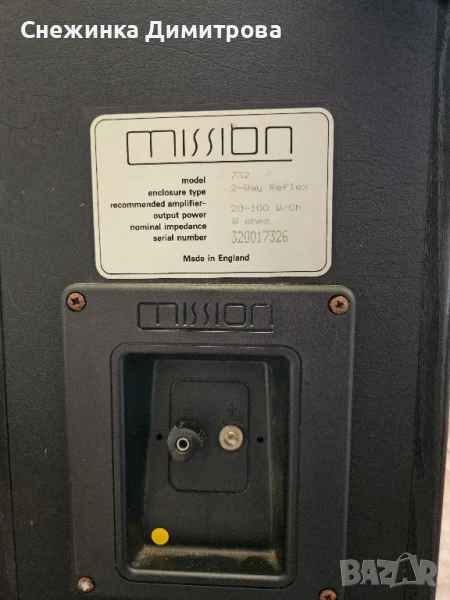 Снежинка Димитрова
mission
model 732
enclosure type 2-Way Reflex
recommended amplifier-
output power 20-100 W/Ch
nominal impedance 8 ohms
serial number 320017326
Made in England
mission
BAZAR